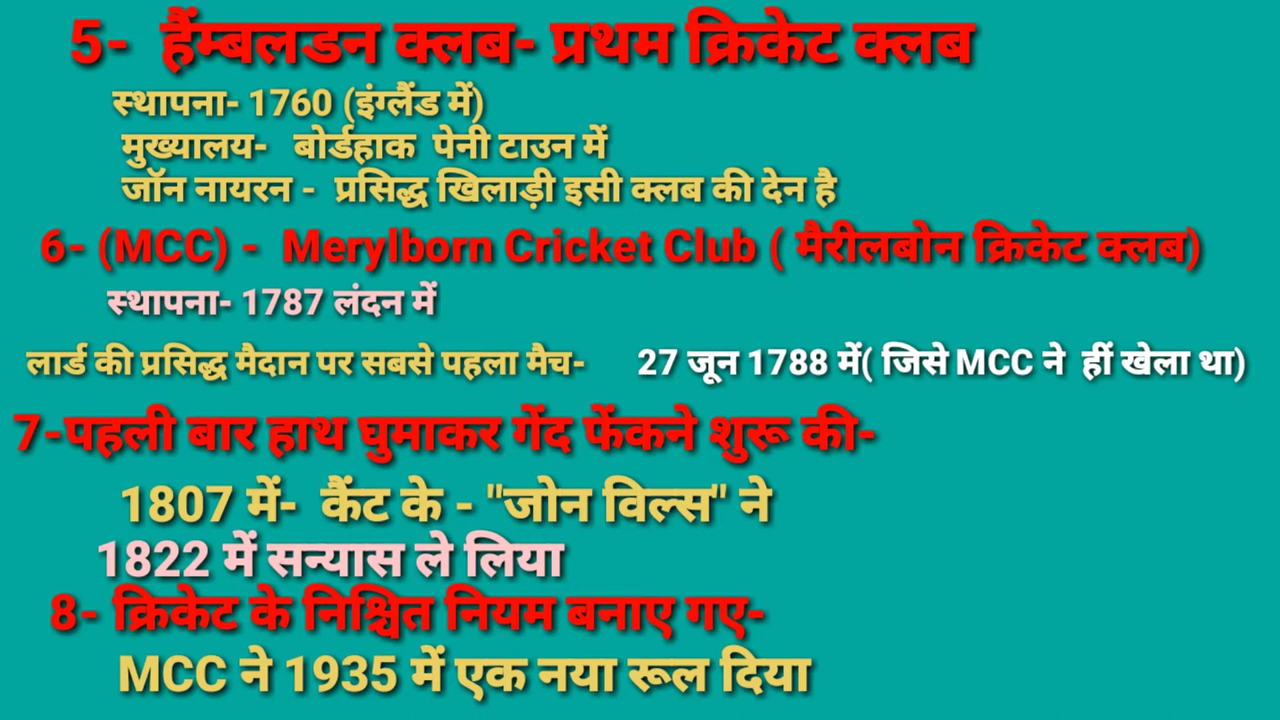 5- हैंम्बलडन क्लब- प्रथम क्रिकेट क्लब
स्थापना- 1760 (इंग्लैंड में)
मुख्यालय- बोर्डहाक पेनी टाउन में
जॉन नायरन - प्रसिद्ध खिलाड़ी इसी क्लब की देन है
6- (MCC) - Merylborn Cricket Club ( मैरीलबोन क्रिकेट क्लब)
स्थापना- 1787 लंदन में
लार्ड की प्रसिद्ध मैदान पर सबसे पहला मैच- 27 जून 1788 में( जिसे MCC ने हीं खेला था)
7-पहली बार हाथ घुमाकर गेंद फेंकने शुरू की-
1807 में- कैंट के - "जोन विल्स" ने
1822 में सन्यास ले लिया
8- क्रिकेट के निश्चित नियम बनाए गए-
MCC ने 1935 में एक नया रूल दिया